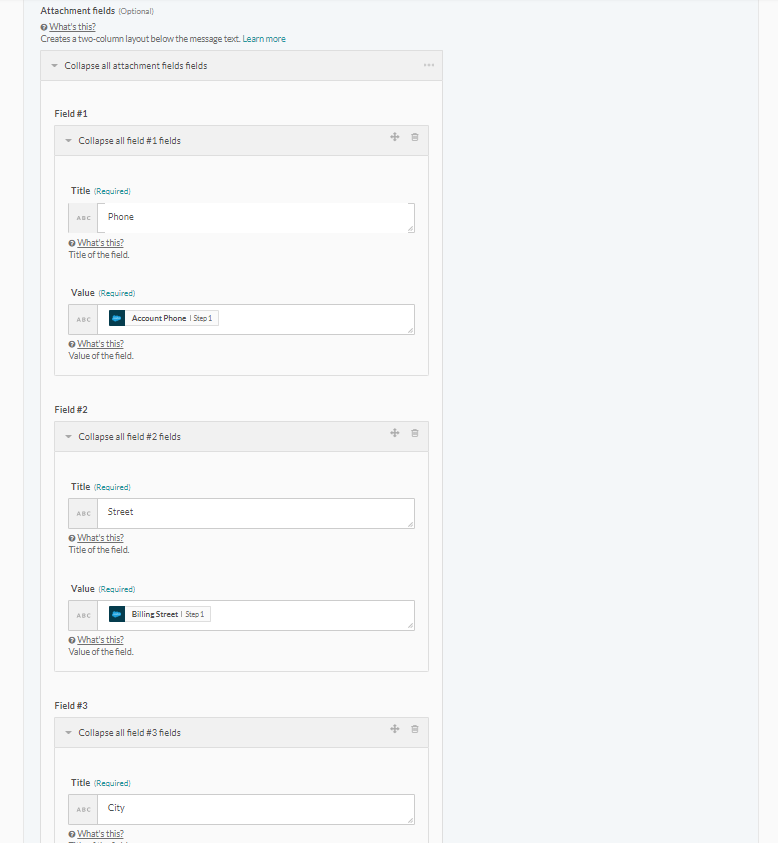 Attachment fields (Optional)
What's this?
Creates a two-column layout below the message text. Learn more
Collapse all attachment fields fields
Field #1
Collapse all field #1 fields
Title (Required)
ABC Phone
What's this?
Title of the field.
Value (Required)
ABC Account Phone | Step 1
What's this?
Value of the field.
Field #2
Collapse all field #2 fields
Title (Required)
ABC Street
What's this?
Title of the field.
Value (Required)
ABC Billing Street | Step 1
What's this?
Value of the field.
Field #3
Collapse all field #3 fields
Title (Required)
ABC City
What's this?